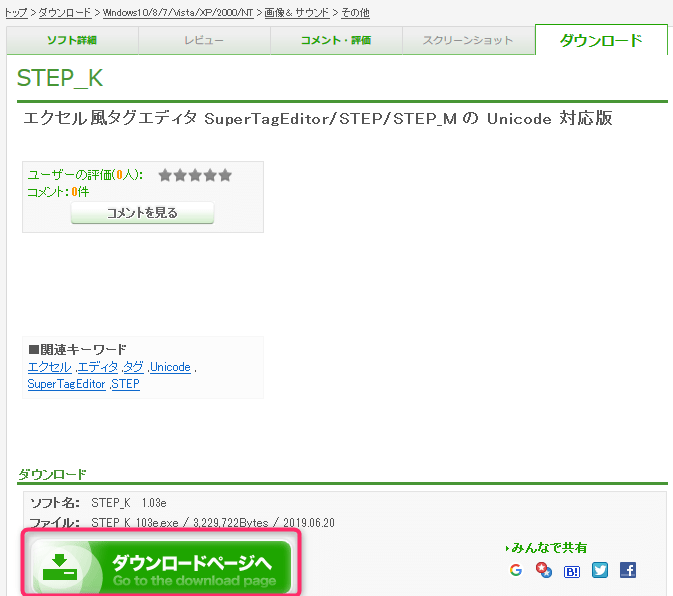 トップ > ダウンロード > Windows10/8/7/Vista/XP/2000/NT > 画像＆サウンド > その他
ソフト詳細 レビュー コメント・評価 スクリーンショット ダウンロード
STEP_K
エクセル風タグエディタ SuperTagEditor/STEP/STEP_M の Unicode 対応版
ユーザーの評価(0人): ★★★★★
コメント:0件
コメントを見る
■関連キーワード
エクセル ,エディタ ,タグ ,Unicode ,
SuperTagEditor ,STEP
ダウンロード
ソフト名: STEP_K 1.03e
ファイル: STEP_K_103e.exe / 3,229,722Bytes / 2019.06.20
ダウンロードページへ
Go to the download page
みんなで共有
G B! f